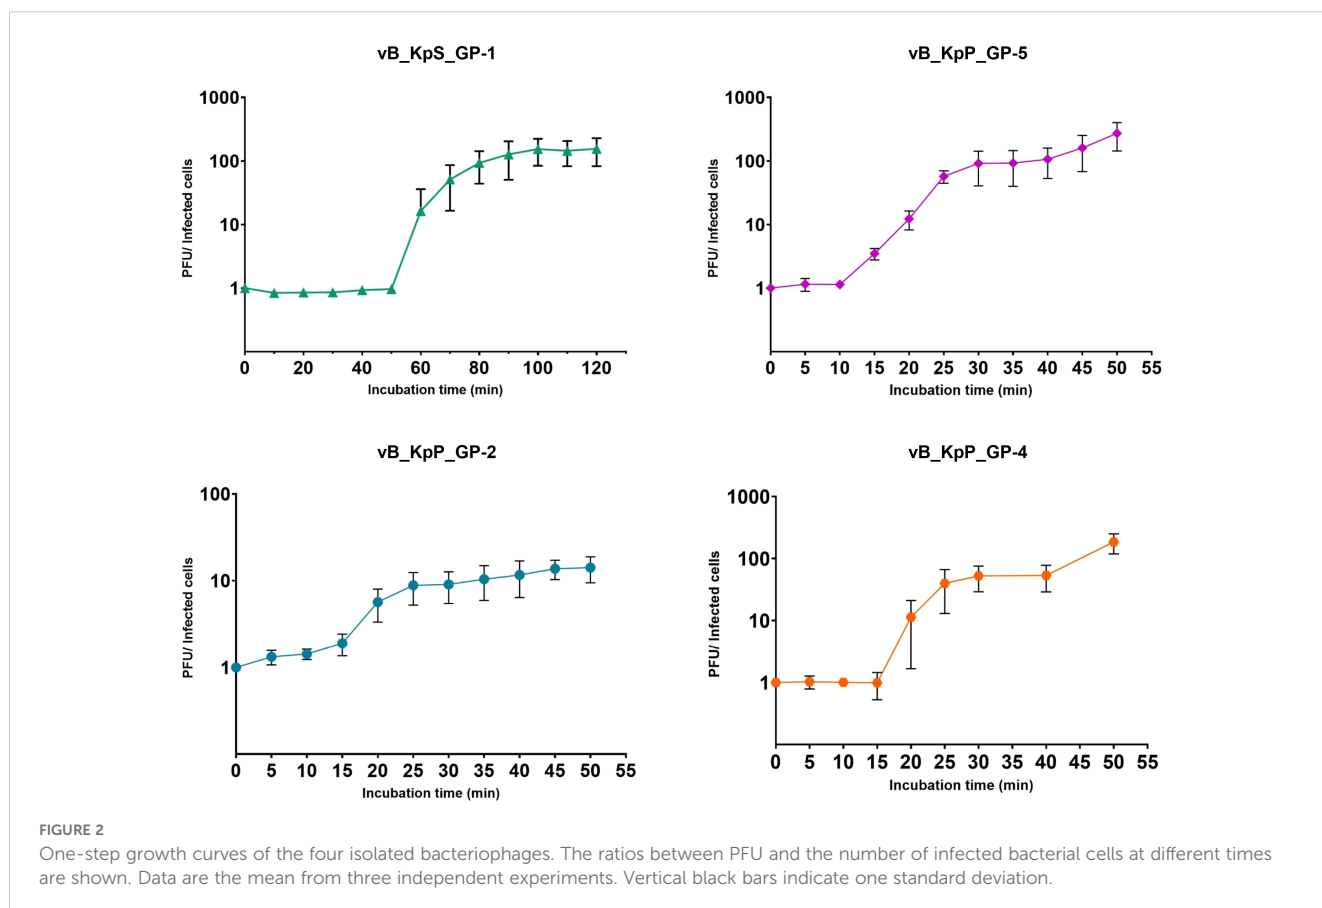 vB_KpS_GP-1
PFU/ Infected cells
1000
100
10
1
0 20 40 60 80 100 120
Incubation time (min)
vB_KpP_GP-5
PFU/ Infected cells
1000
100
10
1
0 5 10 15 20 25 30 35 40 45 50 55
Incubation time (min)
vB_KpP_GP-2
PFU/ Infected cells
100
10
1
0 5 10 15 20 25 30 35 40 45 50 55
Incubation time (min)
vB_KpP_GP-4
PFU/ Infected cells
1000
100
10
1
0 5 10 15 20 25 30 35 40 45 50 55
Incubation time (min)
FIGURE 2
One-step growth curves of the four isolated bacteriophages. The ratios between PFU and the number of infected bacterial cells at different times
are shown. Data are the mean from three independent experiments. Vertical black bars indicate one standard deviation.